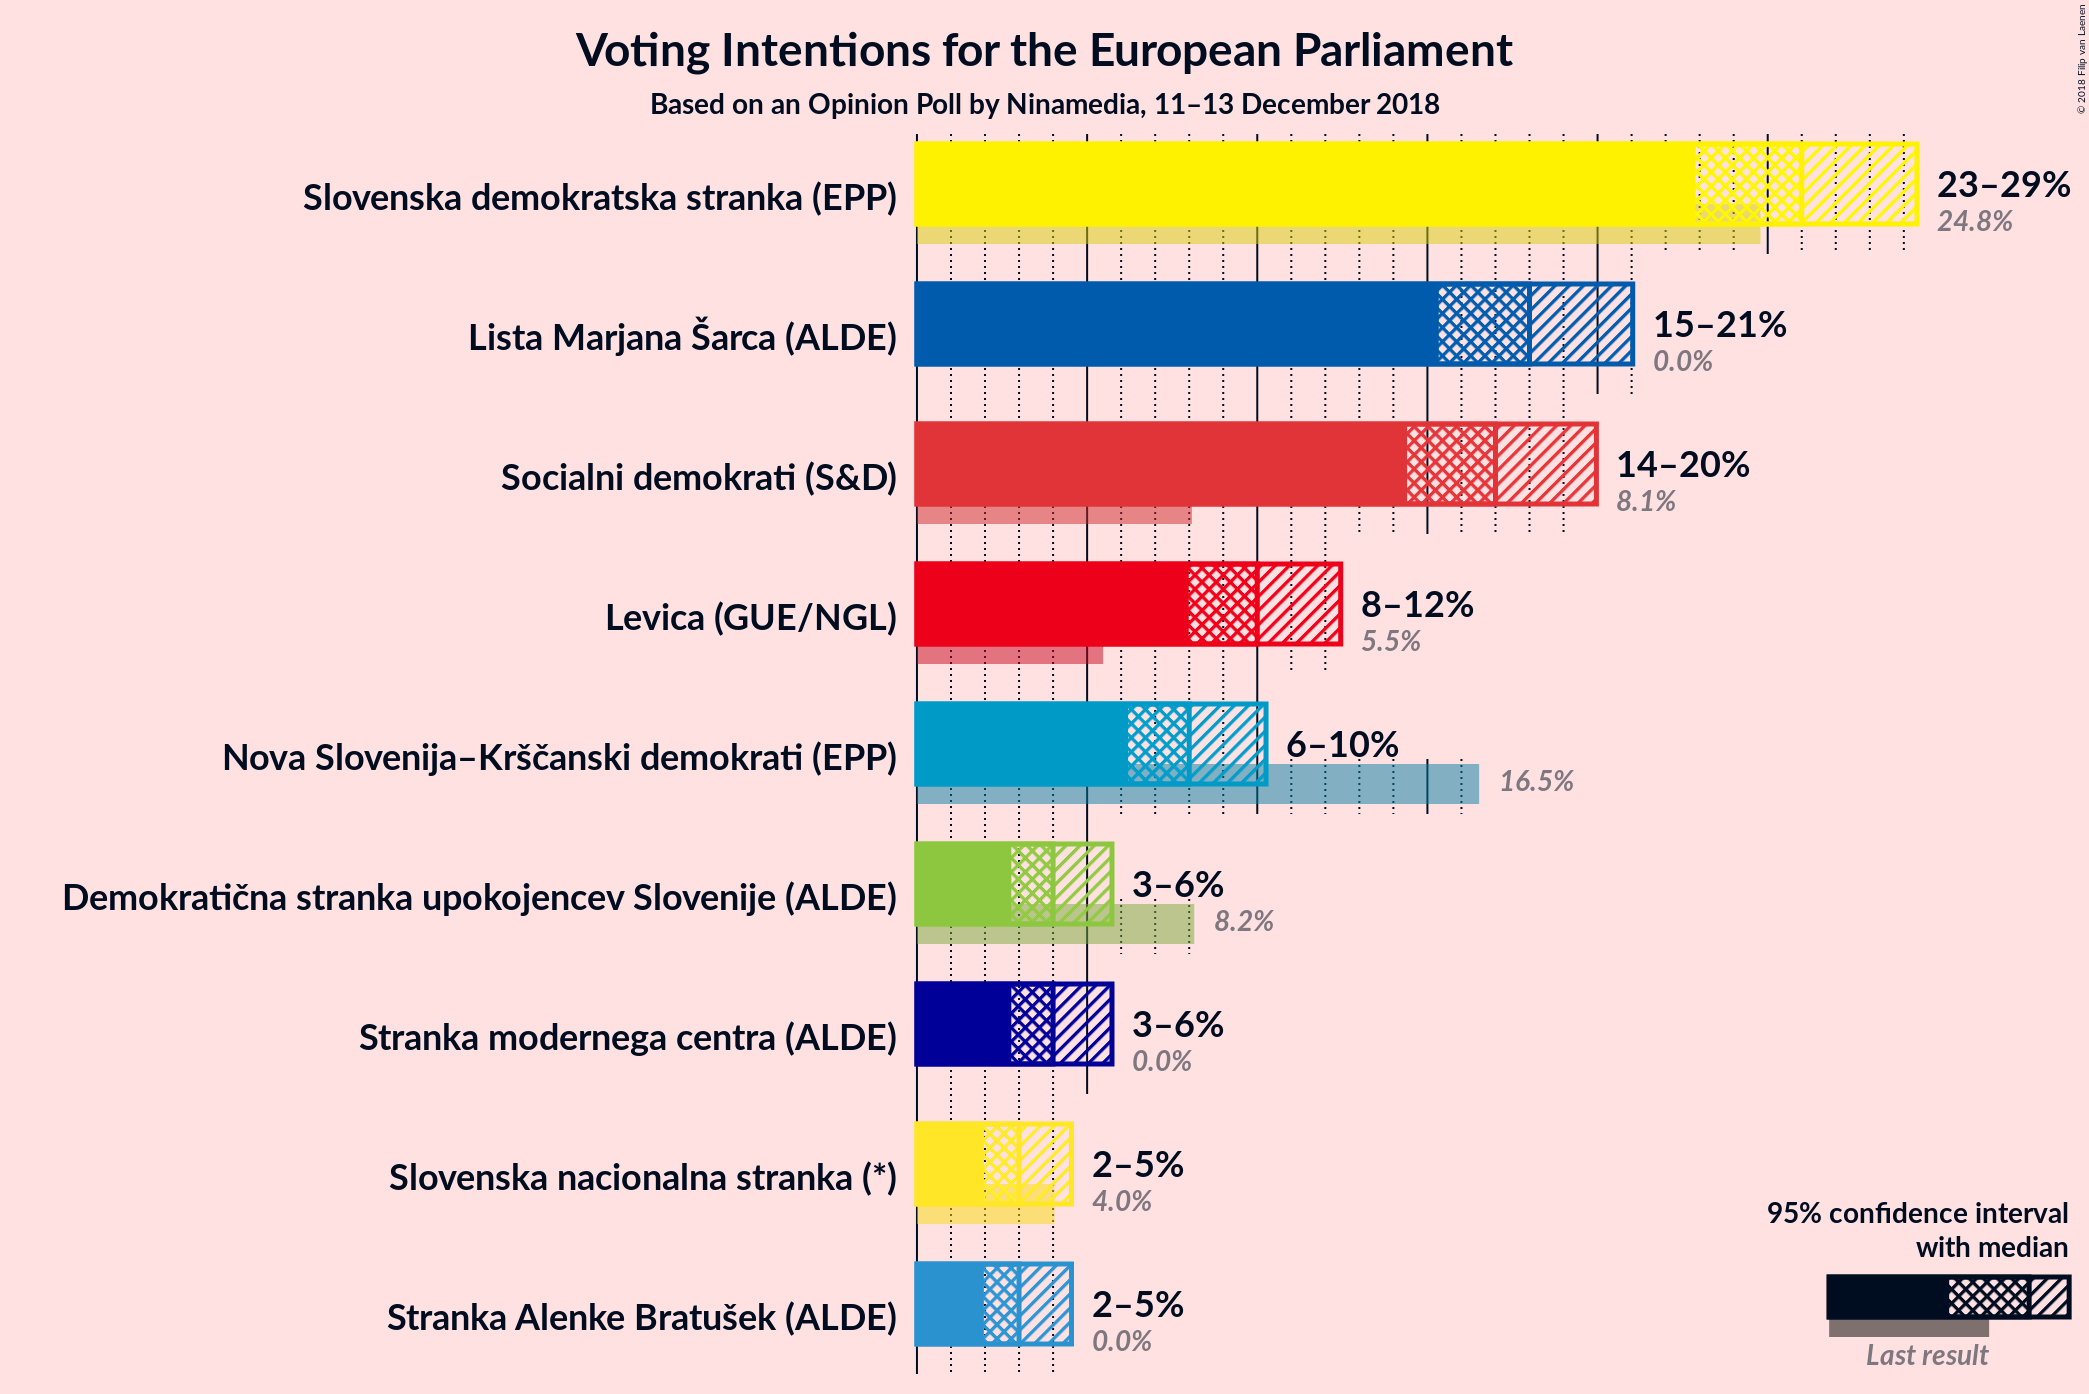 Voting Intentions for the European Parliament
Based on an Opinion Poll by Ninamedia, 11–13 December 2018
© 2018 Filip van Laenen
Slovenska demokratska stranka (EPP)
23–29%
24.8%
Lista Marjana Šarca (ALDE)
15–21%
0.0%
Socialni demokrati (S&D)
14–20%
8.1%
Levica (GUE/NGL)
8–12%
5.5%
Nova Slovenija–Krščanski demokrati (EPP)
6–10%
16.5%
Demokratična stranka upokojencev Slovenije (ALDE)
3–6%
8.2%
Stranka modernega centra (ALDE)
3–6%
0.0%
Slovenska nacionalna stranka (*)
2–5%
4.0%
Stranka Alenke Bratušek (ALDE)
2–5%
0.0%
95% confidence interval
with median
Last result